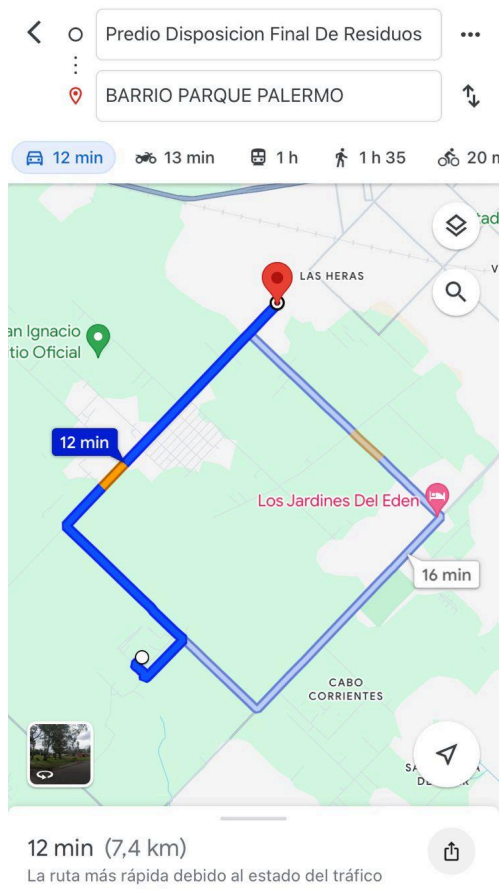 Predio Disposicion Final De Residuos
BARRIO PARQUE PALERMO
12 min
13 min
1 h
1 h 35
20
LAS HERAS
Ignacio
tio Oficial
12 min
Los Jardines Del Eden
16 min
CABO
CORRIENTES
12 min (7,4 km)
La ruta más rápida debido al estado del tráfico